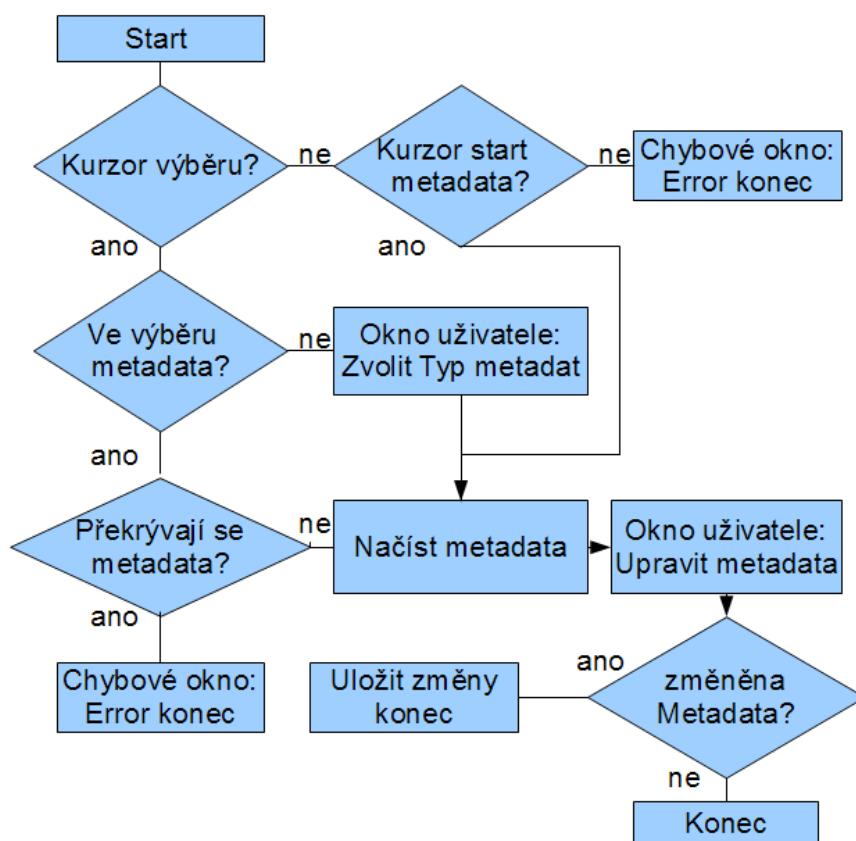 Start
Kurzor výběru?
ne
Kurzor start
metadata?
ne
Chybové okno:
Error konec
ano
ano
Ve výběru
metadata?
ne
Okno uživatele:
Zvolit Typ metadat
ano
Překrývají se
metadata?
ne
Načíst metadata
Okno uživatele:
Upravit metadata
ano
Chybové okno:
Error konec
Uložit změny
konec
ano
změněna
Metadata?
ne
Konec